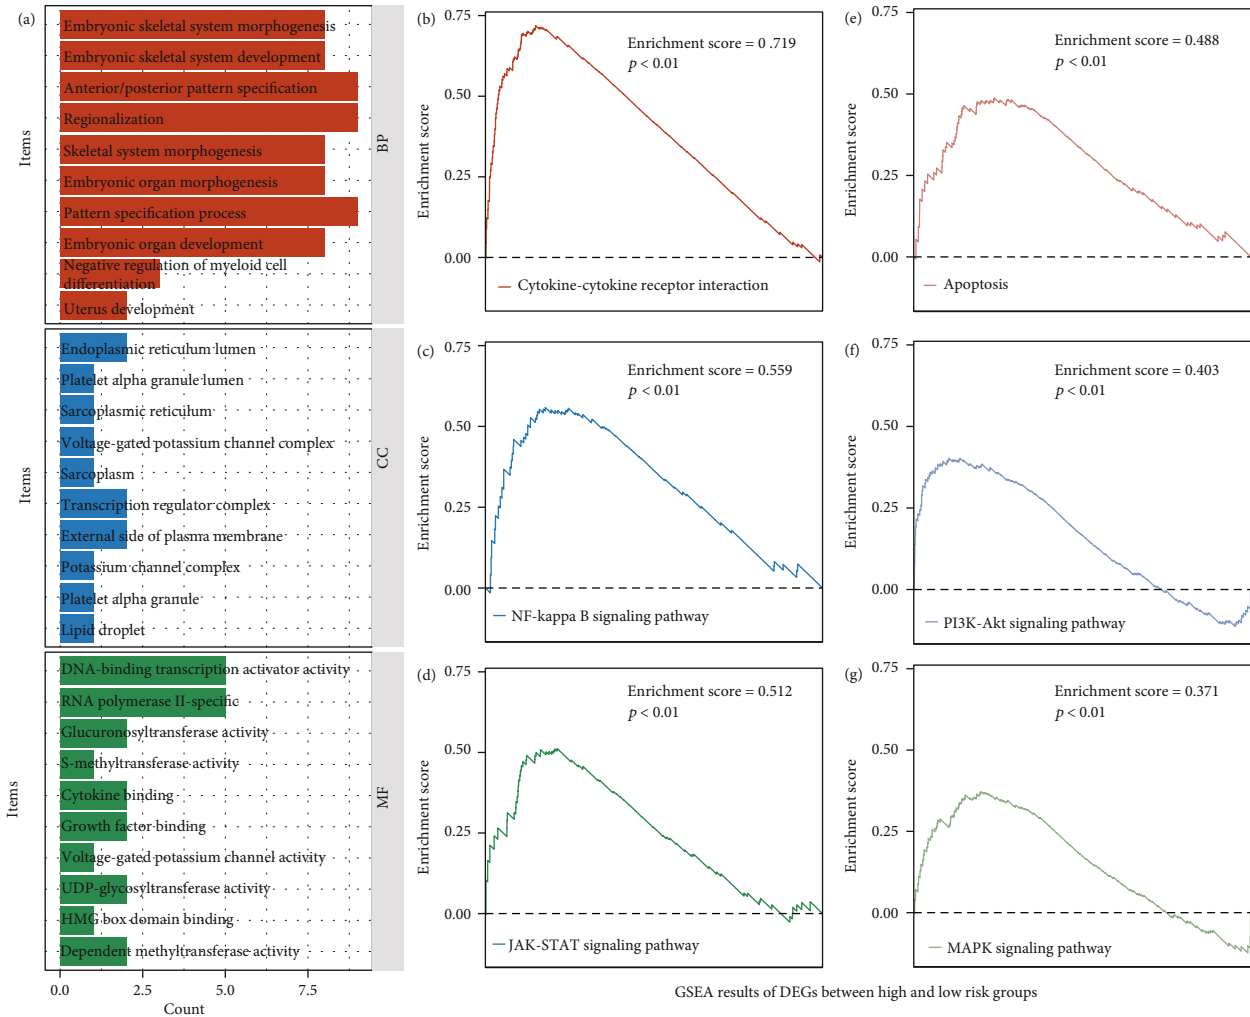 (a)
Items
Embryonic skeletal system morphogenesis
Embryonic skeletal system development
Anterior/posterior pattern specification
Regionalization
Skeletal system morphogenesis
Embryonic organ morphogenesis
Pattern specification process
Embryonic organ development
Negative regulation of myeloid cell
differentiation
Uterus development
BP
Items
Endoplasmic reticulum lumen
Platelet alpha granule lumen
Sarcoplasmic reticulum
Voltage-gated potassium channel complex
Sarcoplasm
Transcription regulator complex
External side of plasma membrane
Potassium channel complex
Platelet alpha granule
Lipid droplet
CC
Items
DNA-binding transcription activator activity
RNA polymerase II-specific
Glucuronosyltransferase activity
S-methyltransferase activity
Cytokine binding
Growth factor binding
Voltage-gated potassium channel activity
UDP-glycosyltransferase activity
HMG box domain binding
Dependent methyltransferase activity
MF
0.0 2.5 5.0 7.5
Count
(b)
Enrichment score
0.75
0.50
0.25
0.00
Enrichment score = 0 .719
p < 0.01
Cytokine-cytokine receptor interaction
(c)
Enrichment score
0.75
0.50
0.25
0.00
Enrichment score = 0.559
p < 0.01
NF-kappa B signaling pathway
(d)
Enrichment score
0.75
0.50
0.25
0.00
Enrichment score = 0.512
p < 0.01
JAK-STAT signaling pathway
(e)
Enrichment score
0.75
0.50
0.25
0.00
Enrichment score = 0.488
p < 0.01
Apoptosis
(f)
Enrichment score
0.75
0.50
0.25
0.00
Enrichment score = 0.403
p < 0.01
PI3K-Akt signaling pathway
(g)
Enrichment score
0.75
0.50
0.25
0.00
Enrichment score = 0.371
p < 0.01
MAPK signaling pathway
GSEA results of DEGs between high and low risk groups